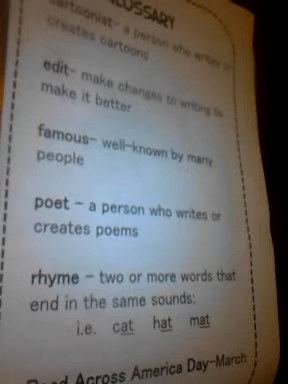 GLOSSARY
cartoonist- a person who writes or
creates cartoons
edit- make changes to writing to
make it better
famous- well-known by many
people
poet - a person who writes or
creates poems
rhyme - two or more words that
end in the same sounds:
i.e. cat hat mat
Read Across America Day-March